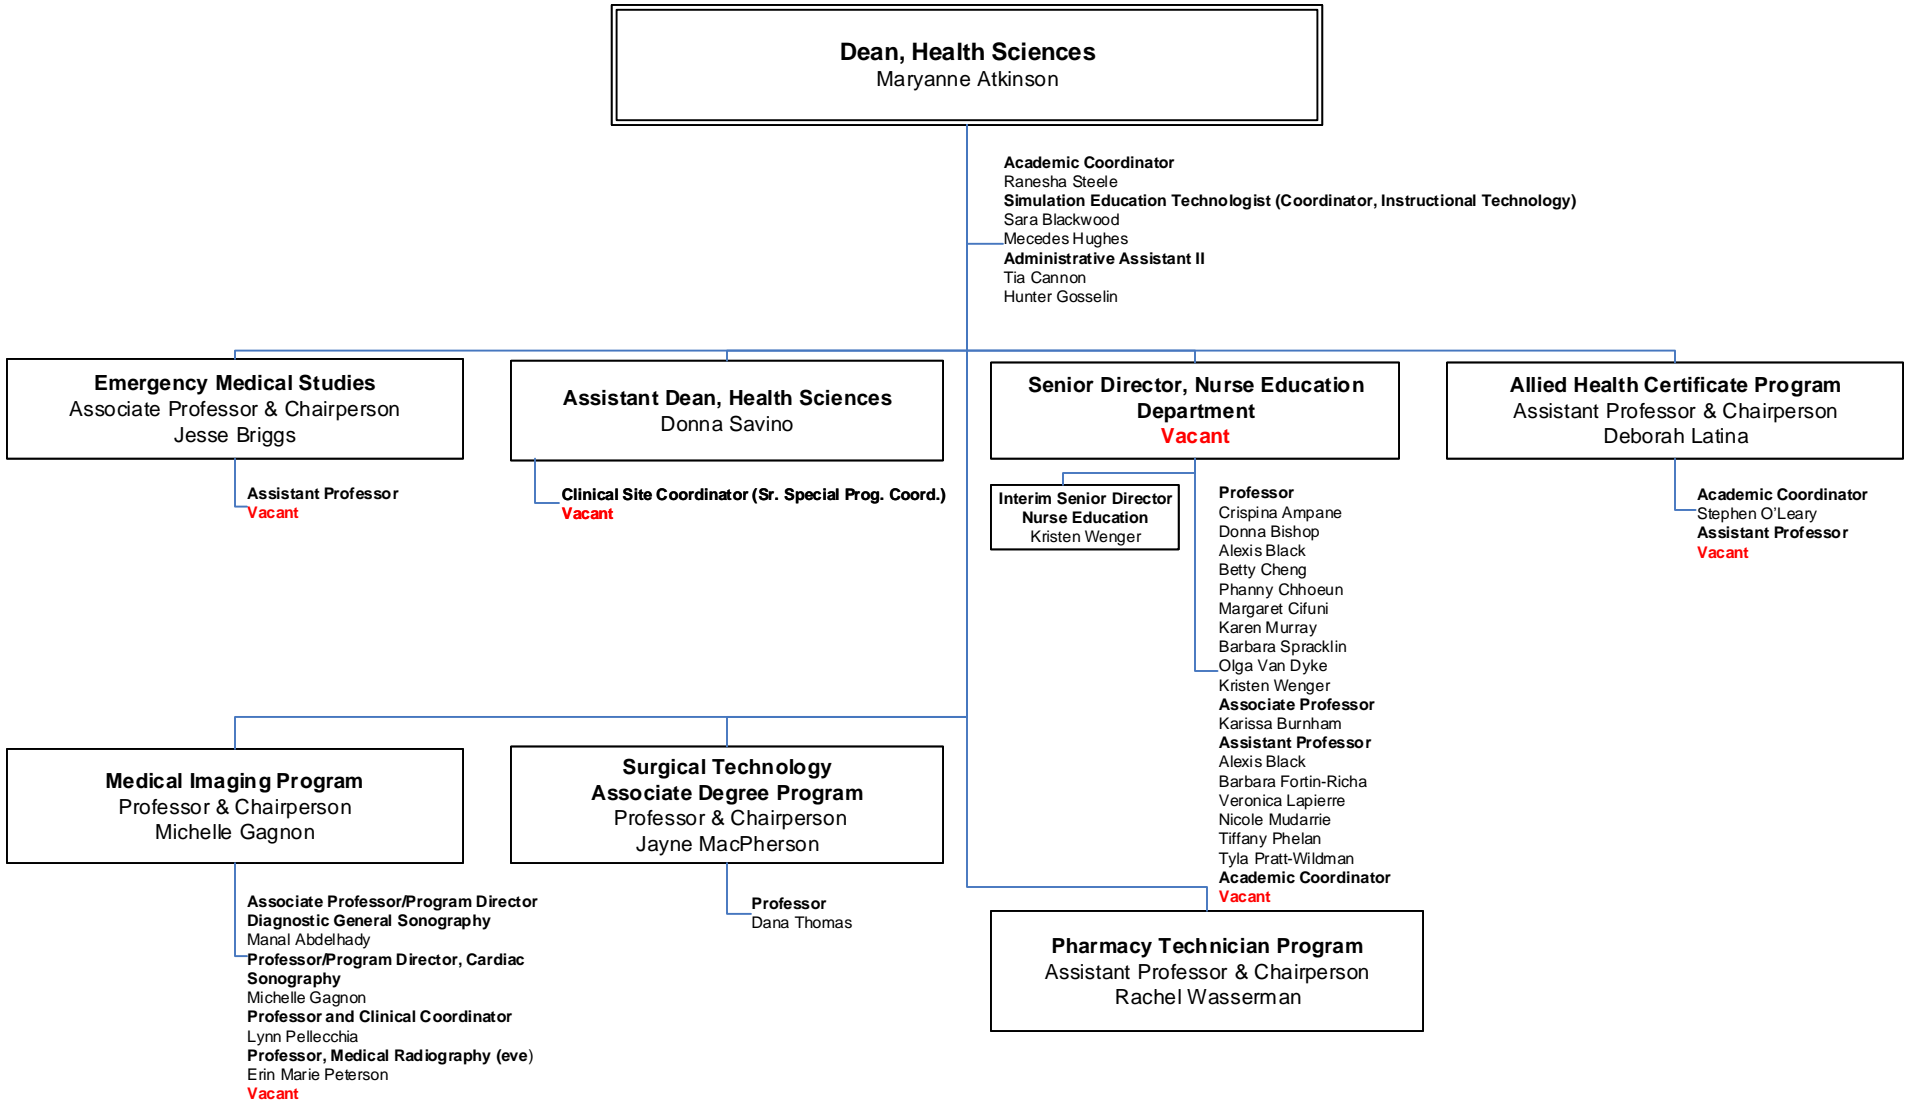 Dean, Health Sciences
Maryanne Atkinson
Academic Coordinator
Ranesha Steele
Simulation Education Technologist (Coordinator, Instructional Technology)
Sara Blackwood
Mecedes Hughes
Administrative Assistant II
Tia Cannon
Hunter Gosselin
Emergency Medical Studies
Associate Professor & Chairperson
Jesse Briggs
Assistant Professor
Vacant
Assistant Dean, Health Sciences
Donna Savino
Clinical Site Coordinator (Sr. Special Prog. Coord.)
Vacant
Senior Director, Nurse Education
Department
Vacant
Interim Senior Director
Nurse Education
Kristen Wenger
Professor
Crispina Ampane
Donna Bishop
Alexis Black
Betty Cheng
Phanny Chhoeun
Margaret Cifuni
Karen Murray
Barbara Spracklin
Olga Van Dyke
Kristen Wenger
Associate Professor
Karissa Burnham
Assistant Professor
Alexis Black
Barbara Fortin-Richa
Veronica Lapierre
Nicole Mudarrie
Tiffany Phelan
Tyla Pratt-Wildman
Academic Coordinator
Vacant
Allied Health Certificate Program
Assistant Professor & Chairperson
Deborah Latina
Academic Coordinator
Stephen O’Leary
Assistant Professor
Vacant
Medical Imaging Program
Professor & Chairperson
Michelle Gagnon
Associate Professor/Program Director
Diagnostic General Sonography
Manal Abdelhady
Professor/Program Director, Cardiac
Sonography
Michelle Gagnon
Professor and Clinical Coordinator
Lynn Pellecchia
Professor, Medical Radiography (eve)
Erin Marie Peterson
Vacant
Surgical Technology
Associate Degree Program
Professor & Chairperson
Jayne MacPherson
Professor
Dana Thomas
Pharmacy Technician Program
Assistant Professor & Chairperson
Rachel Wasserman